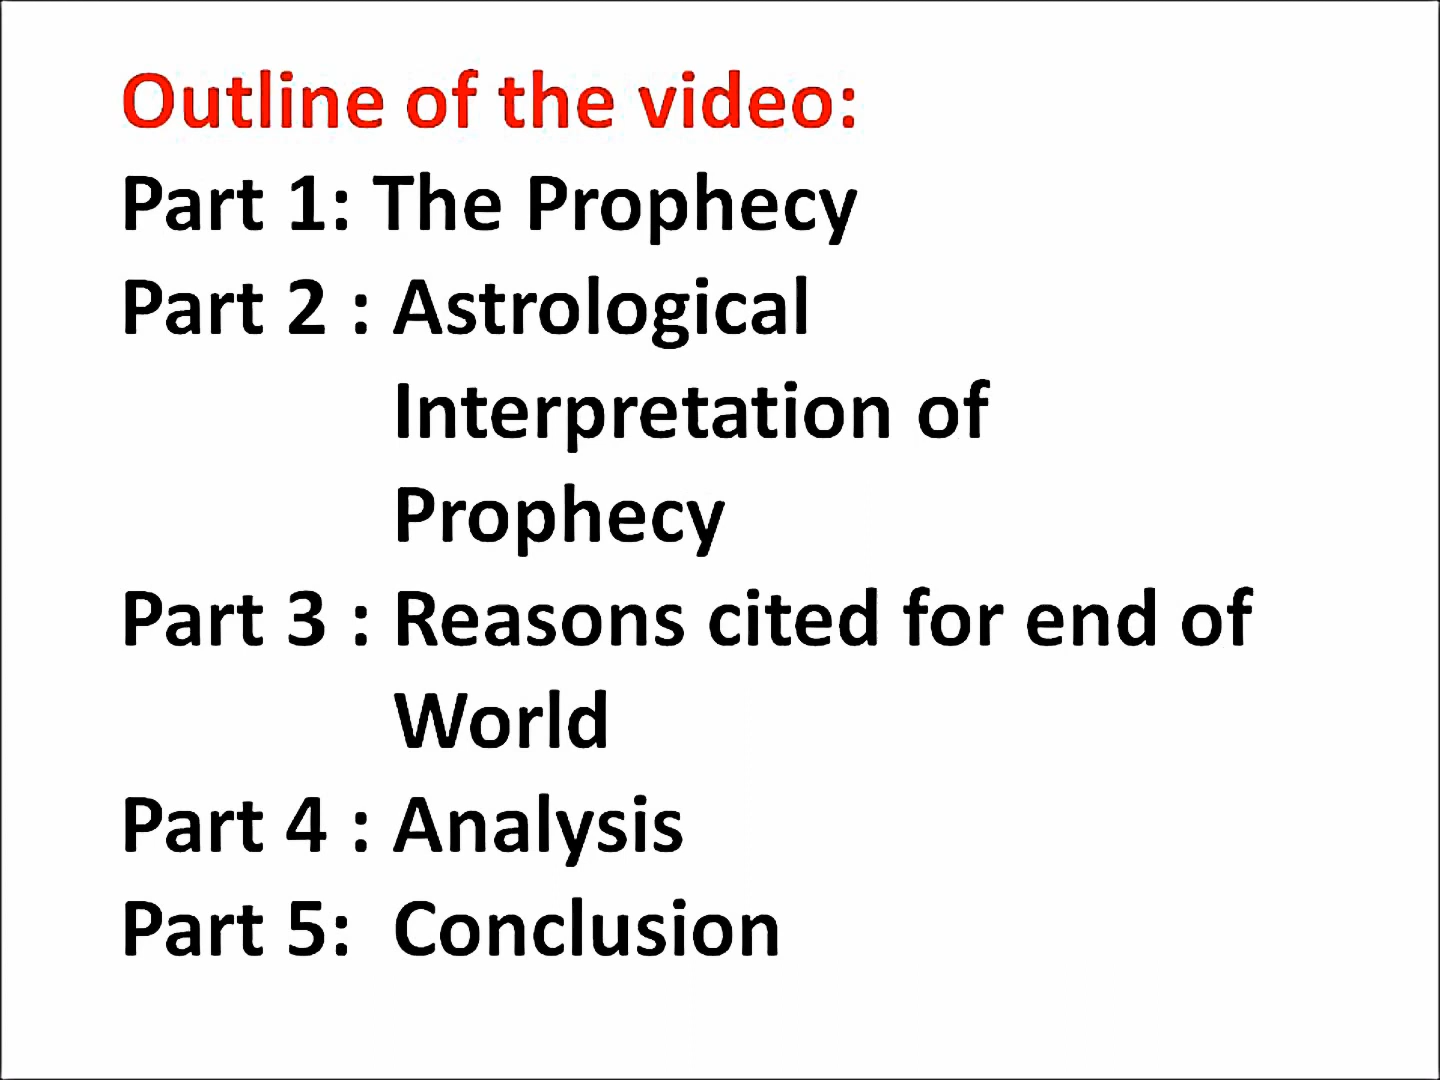 Outline of the video:
Part 1: The Prophecy
Part 2 : Astrological
Interpretation of
Prophecy
Part 3 : Reasons cited for end of
World
Part 4 : Analysis
Part 5: Conclusion